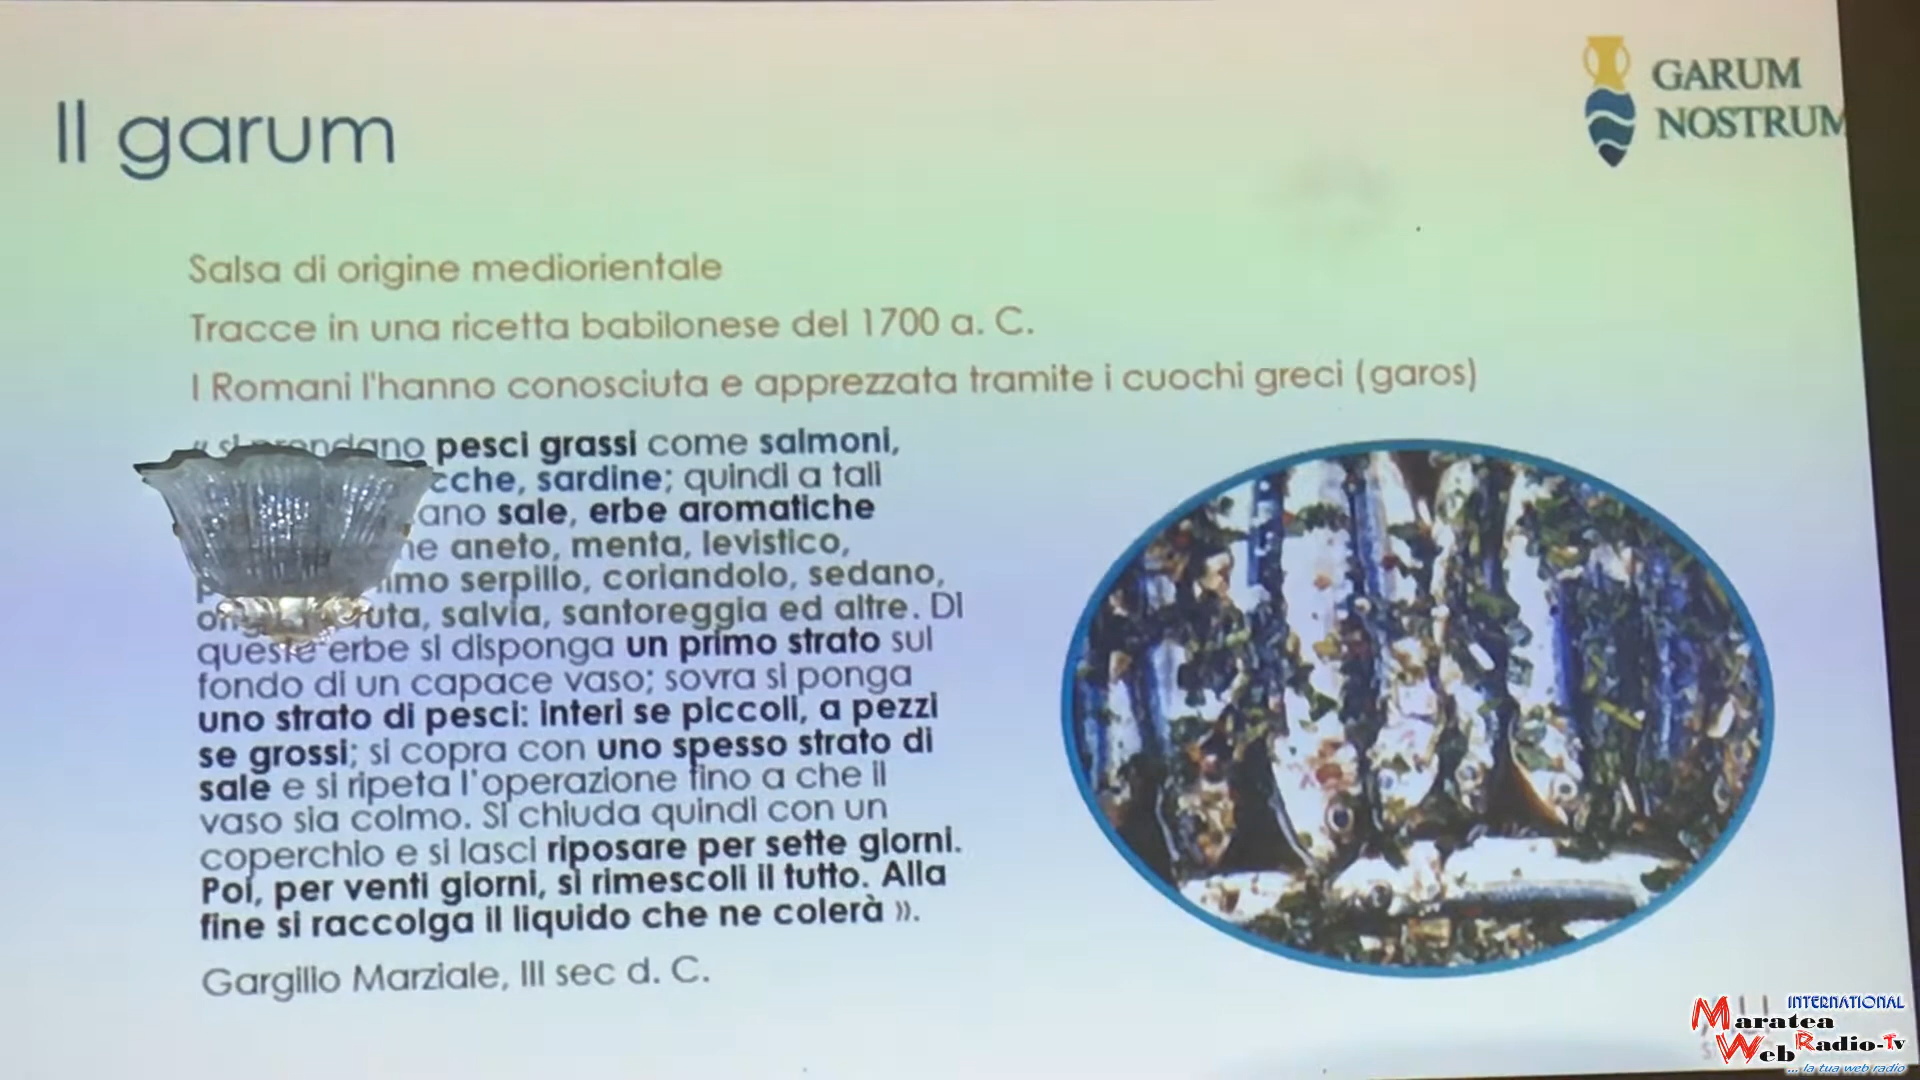 Il garum
GARUM
NOSTRUM
Salsa di origine mediorientale
Tracce in una ricetta babilonese del 1700 a. C.
I Romani l'hanno conosciuta e apprezzata tramite i cuochi greci (garos)
« si prendano pesci grassi come salmoni,
cche, sardine; quindi a tali
ano sale, erbe aromatiche
ne aneto, menta, levistico,
imo serpillo, coriandolo, sedano,
ruta, salvia, santoreggia ed altre. Di
queste erbe si disponga un primo strato sul
fondo di un capace vaso; sovra si ponga
uno strato di pesci: interi se piccoli, a pezzi
se grossi; si copra con uno spesso strato di
sale e si ripeta l'operazione fino a che il
vaso sia colmo. Si chiuda quindi con un
coperchio e si lasci riposare per sette giorni.
Poi, per venti giorni, si rimescoli il tutto. Alla
fine si raccolga il liquido che ne colerà ».
Gargilio Marziale, III sec d. C.
INTERNATIONAL
Maratea
Web Radio-Tv
... la tua web radio